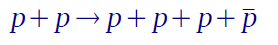 p + p → p + p + p + p̄